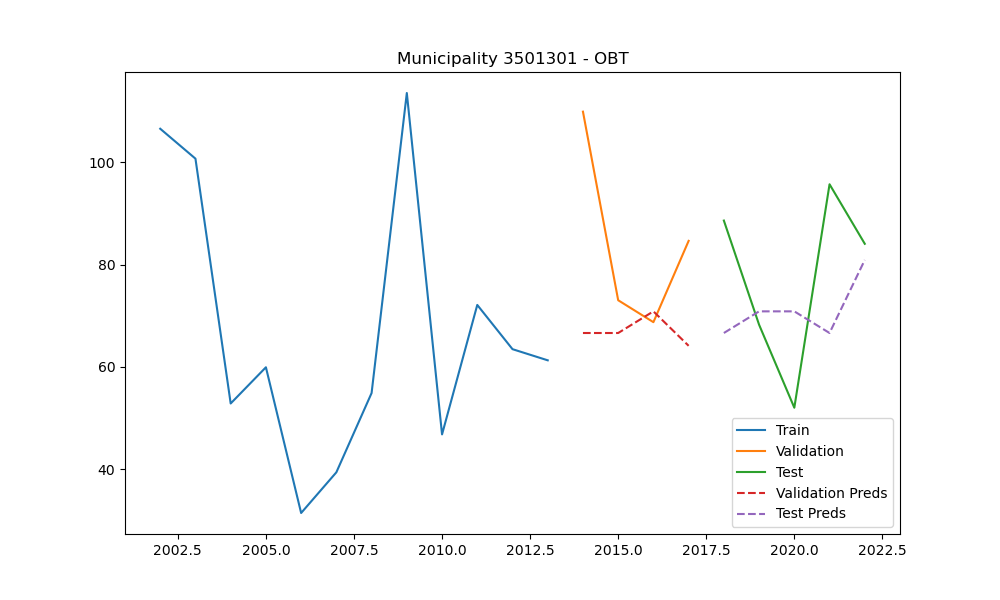 Municipality 3501301 - OBT
100
80
60
40
2002.5 2005.0 2007.5 2010.0 2012.5 2015.0 2017.5 2020.0 2022.5
Train
Validation
Test
Validation Preds
Test Preds